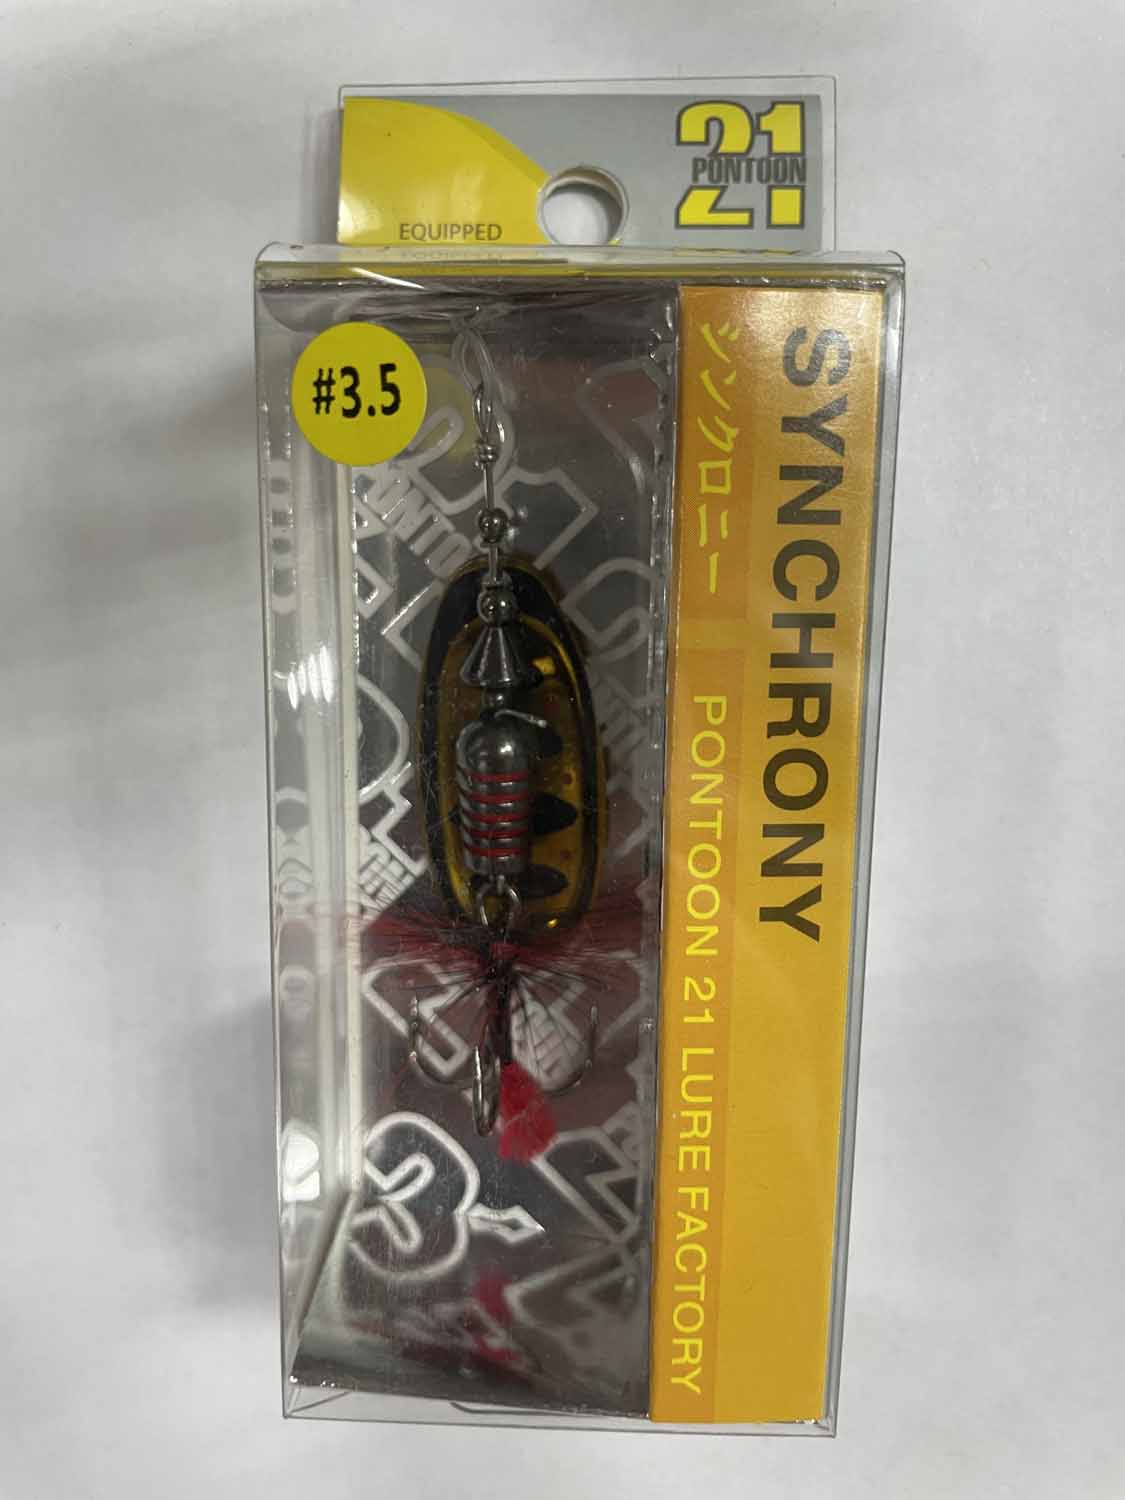 21
PONTOON
EQUIPPED
#3.5
SYNCHRONY
シンクロニー
PONTOON 21 LURE FACTORY